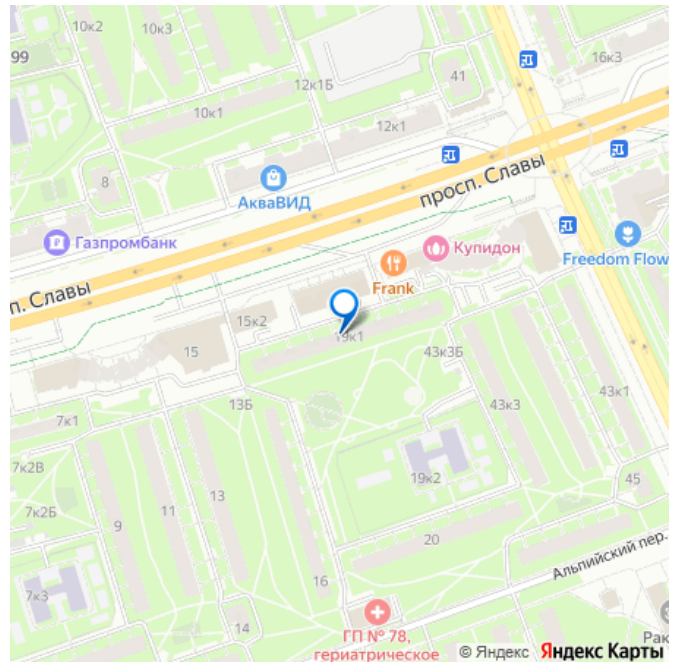 10к2
10к3
99
16к3
12к1Б
41
10к1
12к1
просп. Славы
8
АкваВИД
Газпромбанк
Купидон
Freedom Flow
Frank
п. Славы
15к2
19к1
15
43к3Б
13Б
43к1
7к1
43к3
7к2В
19к2
45
13
11
7к2Б
9
20
Альпийский пер.
16
7к3
14
ГП № 78,
гериатрическое
Рак
© Яндекс Яндекс Карты